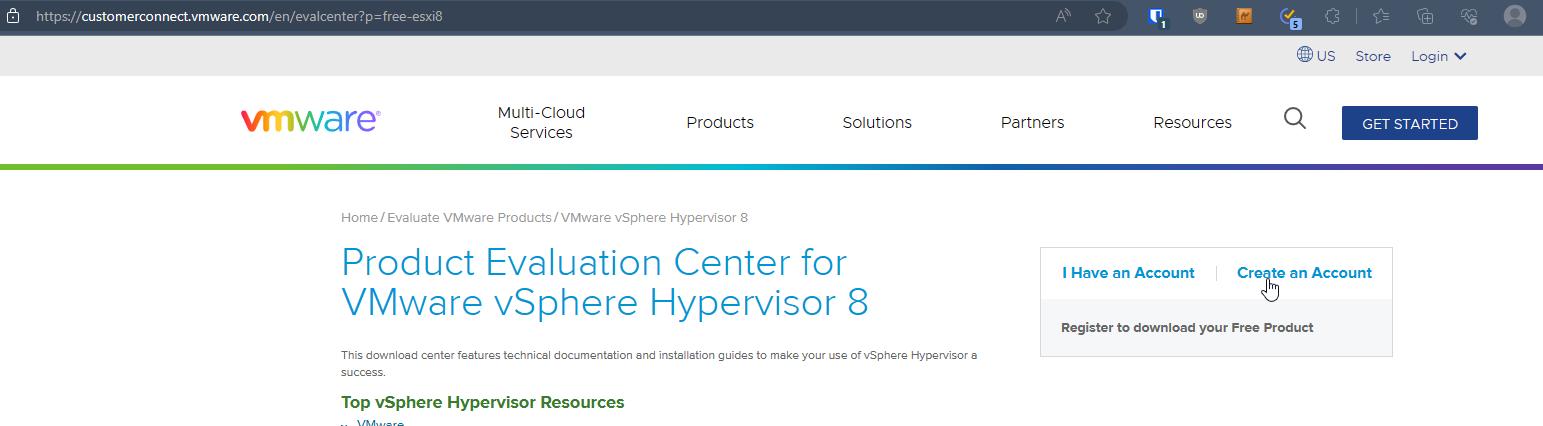 https://customerconnect.vmware.com/en/evalcenter?p=free-esxi8
1
5
US Store Login
vmware®
Multi-Cloud
Services
Products
Solutions
Partners
Resources
GET STARTED
Home / Evaluate VMware Products / VMware vSphere Hypervisor 8
Product Evaluation Center for
VMware vSphere Hypervisor 8
I Have an Account
Create an Account
Register to download your Free Product
This download center features technical documentation and installation guides to make your use of vSphere Hypervisor a
success.
Top vSphere Hypervisor Resources
VMware